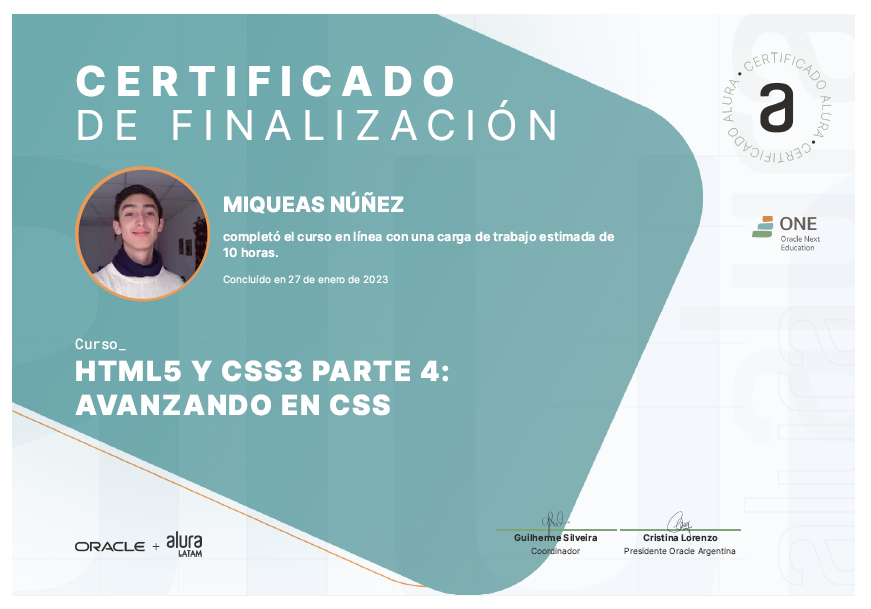 CERTIFICADO
DE FINALIZACIÓN
CERTIFICADO ALURA • CERTIFICADO ALURA •
a
MIQUEAS NÚÑEZ
completó el curso en línea con una carga de trabajo estimada de
10 horas.
Concluído en 27 de enero de 2023
ONE
Oracle Next
Education
Curso_
HTML5 Y CSS3 PARTE 4:
AVANZANDO EN CSS
ORACLE + alura
LATAM
Guilherme Silveira
Coordinador
Cristina Lorenzo
Presidente Oracle Argentina
alura